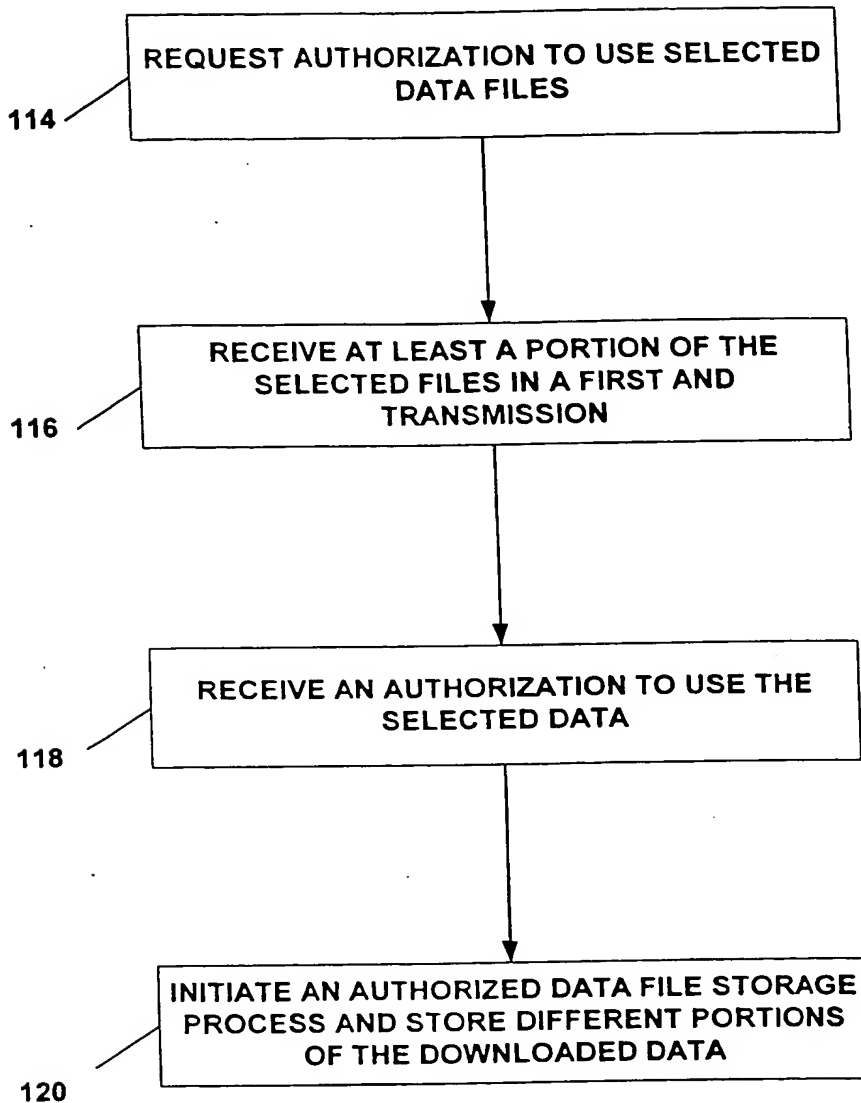 REQUEST AUTHORIZATION TO USE SELECTED
DATA FILES
114
RECEIVE AT LEAST A PORTION OF THE
SELECTED FILES IN A FIRST AND
TRANSMISSION
116
RECEIVE AN AUTHORIZATION TO USE THE
SELECTED DATA
118
INITIATE AN AUTHORIZED DATA FILE STORAGE
PROCESS AND STORE DIFFERENT PORTIONS
OF THE DOWNLOADED DATA
120